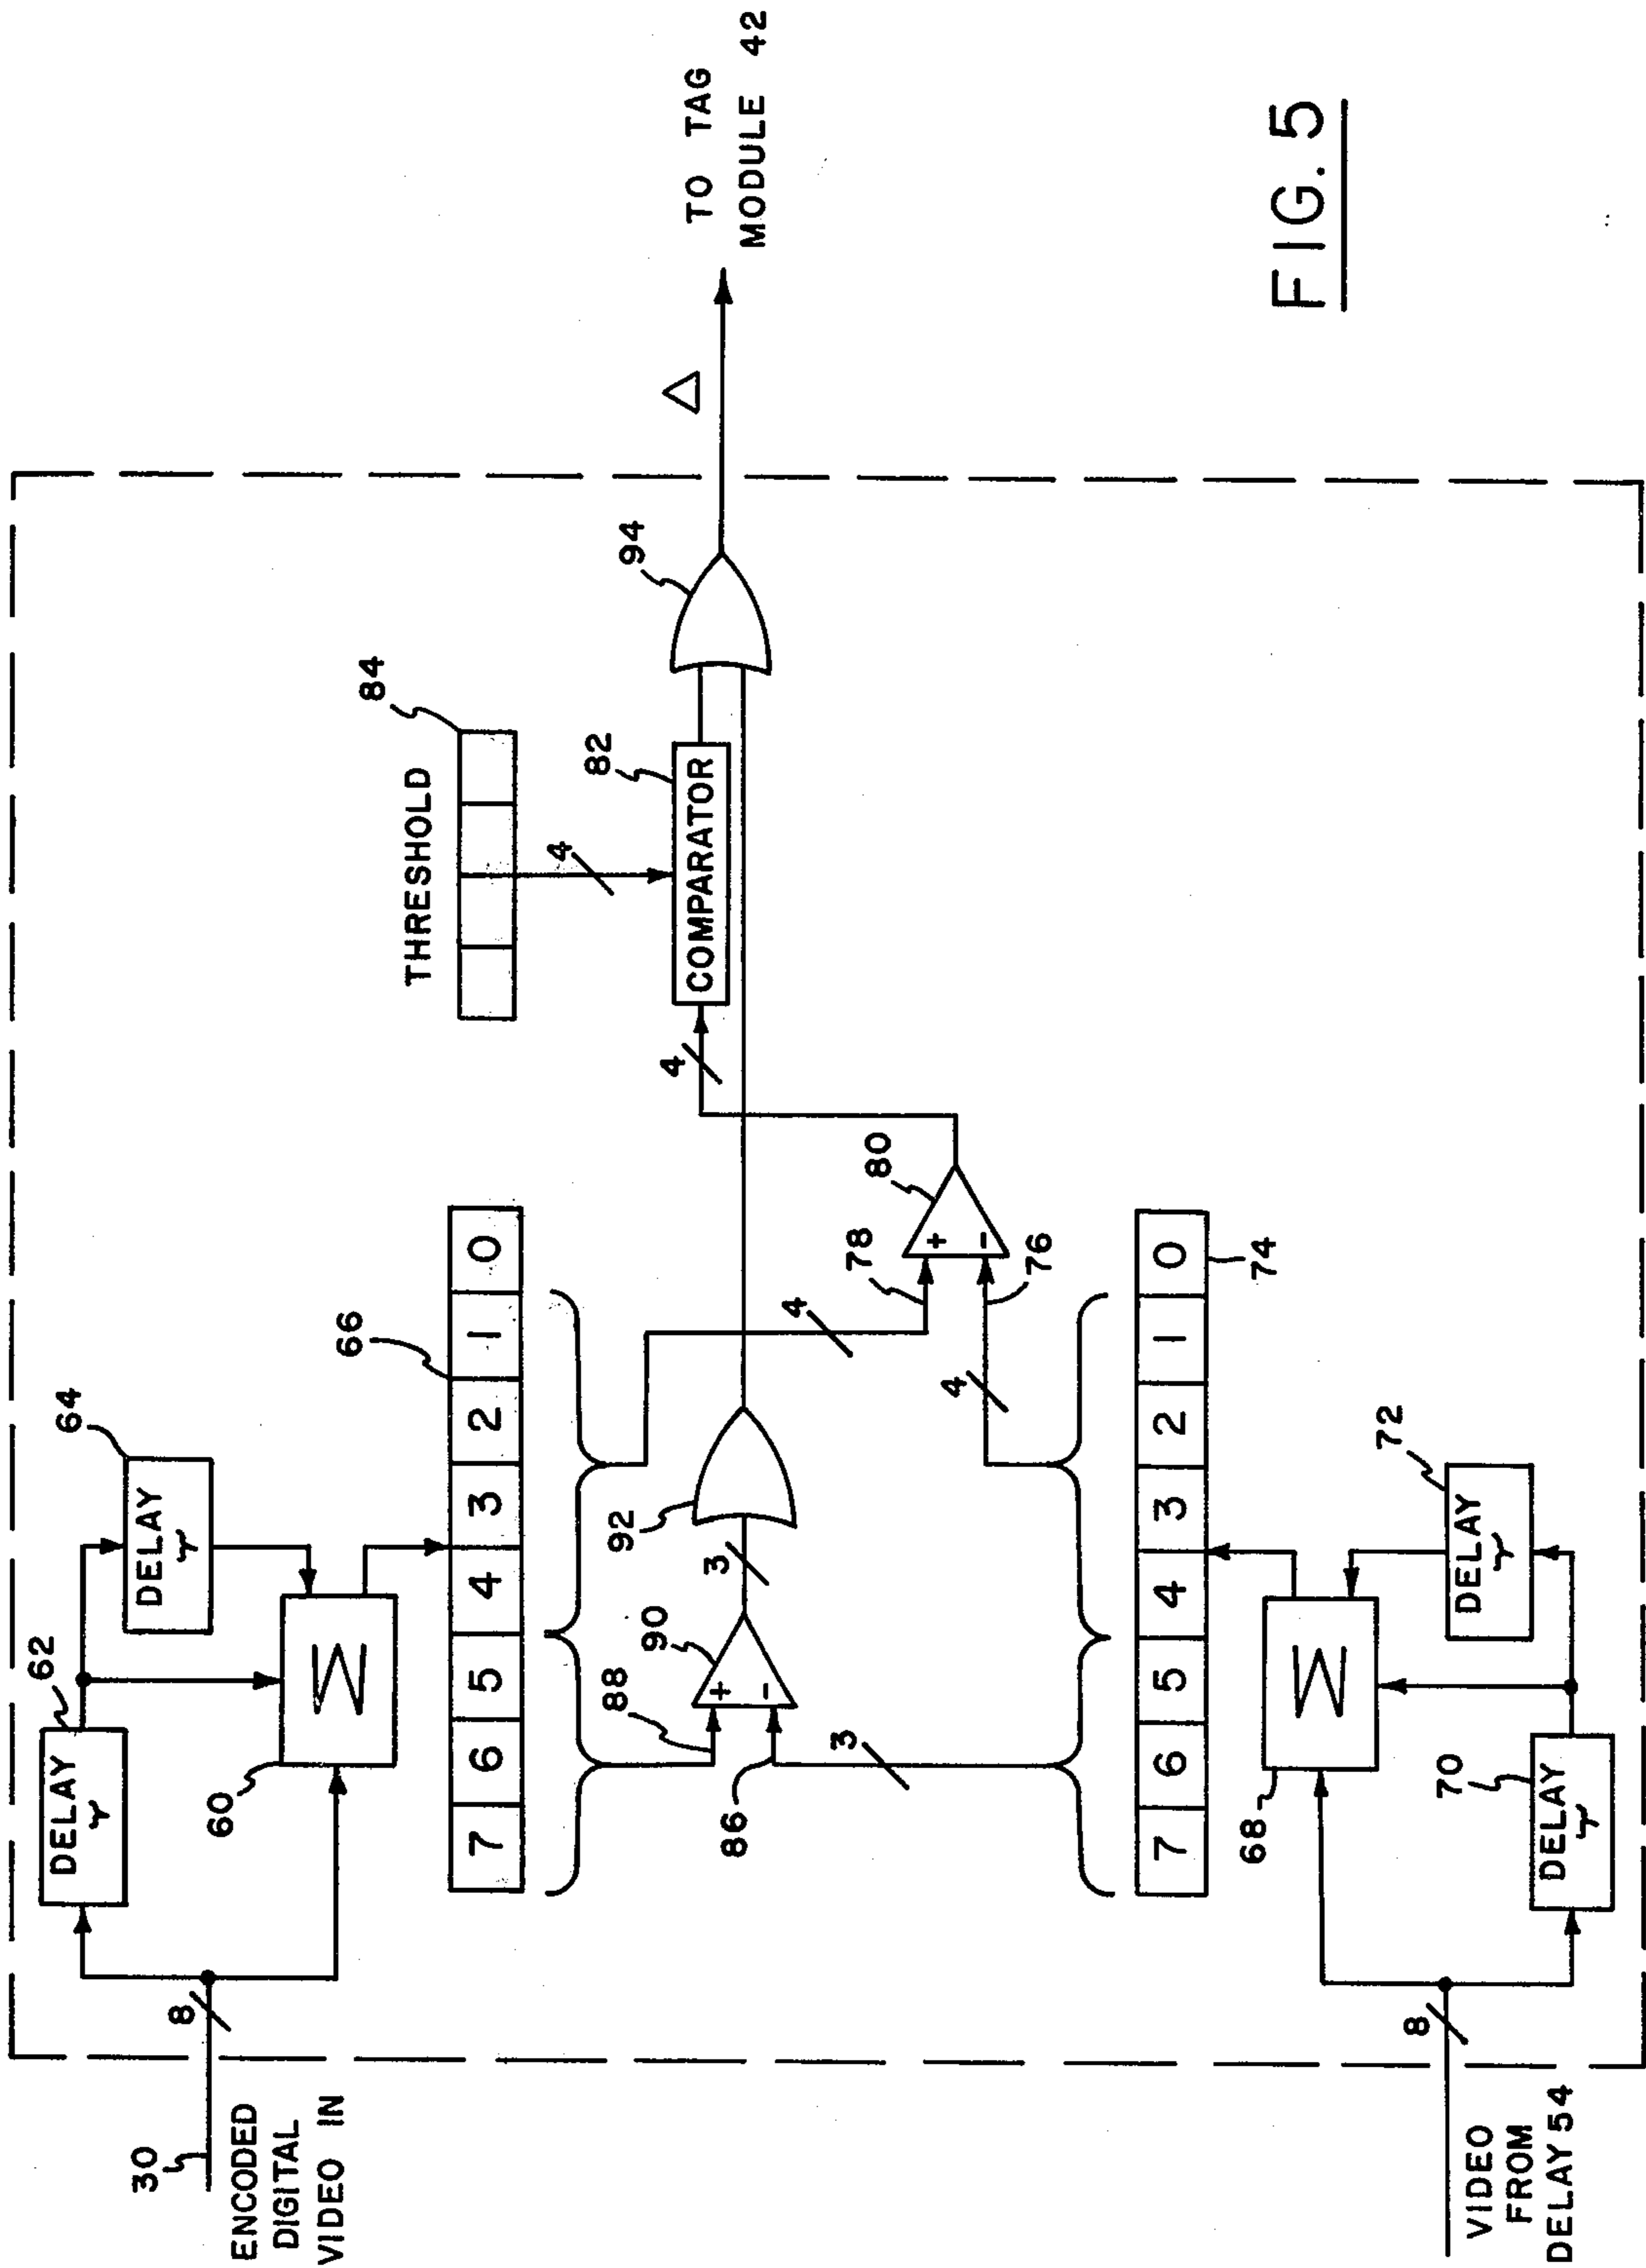 30
ENCODED
DIGITAL
VIDEO IN
8
DELAY
τ
62
DELAY
τ
64
60
Σ
66
7 6 5 4 3 2 1 0
88
86
+
-
90
3
3
92
4
78
4
76
+
-
80
4
THRESHOLD
84
4
COMPARATOR
82
94
Δ
TO TAG
MODULE 42
7 6 5 4 3 2 1 0
74
68
Σ
DELAY
τ
70
DELAY
τ
72
8
VIDEO
FROM
DELAY 54
FIG. 5